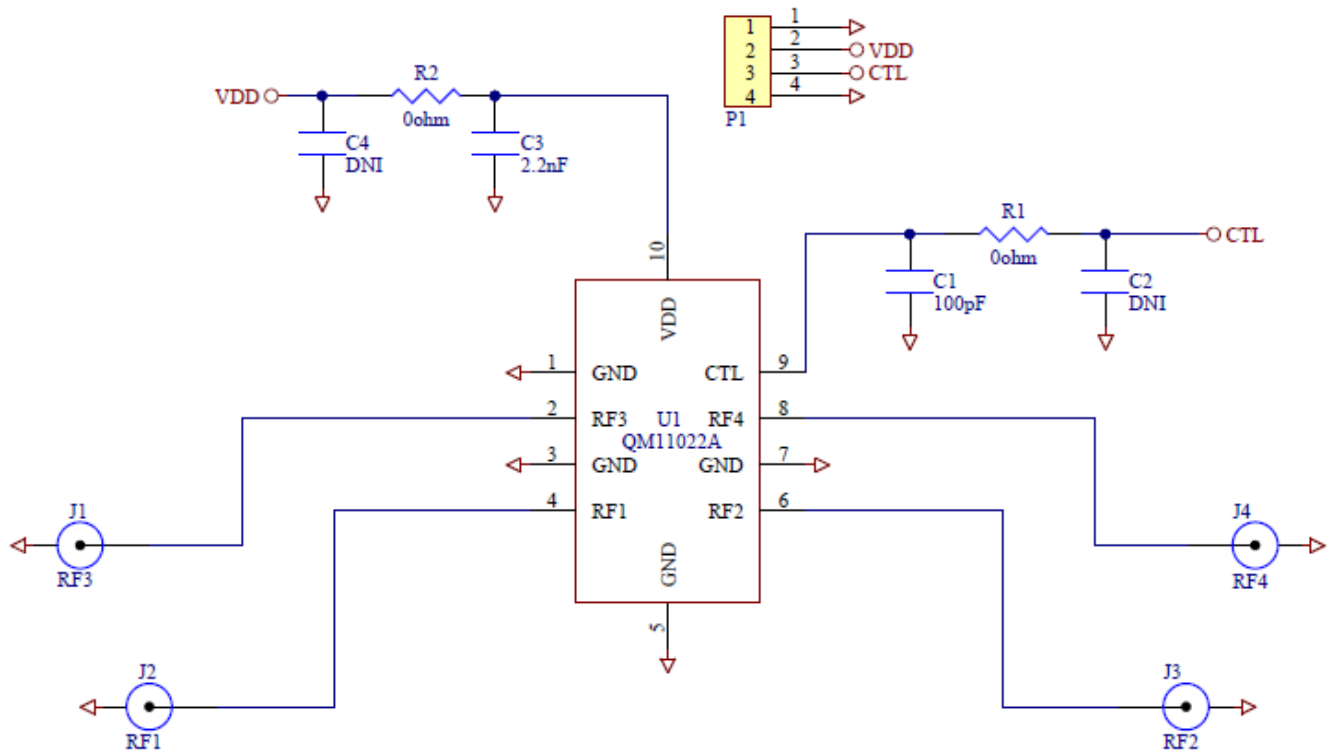 1
1
2
2
VDD
3
3
CTL
4
4
P1
R2
VDD
0ohm
C4
DNI
C3
2.2nF
R1
CTL
0ohm
C1
100pF
C2
DNI
10
VDD
1
GND
CTL
9
2
RF3
U1
RF4
8
QM11022A
3
GND
GND
7
4
RF1
RF2
6
GND
5
J1
RF3
J4
RF4
J2
RF1
J3
RF2